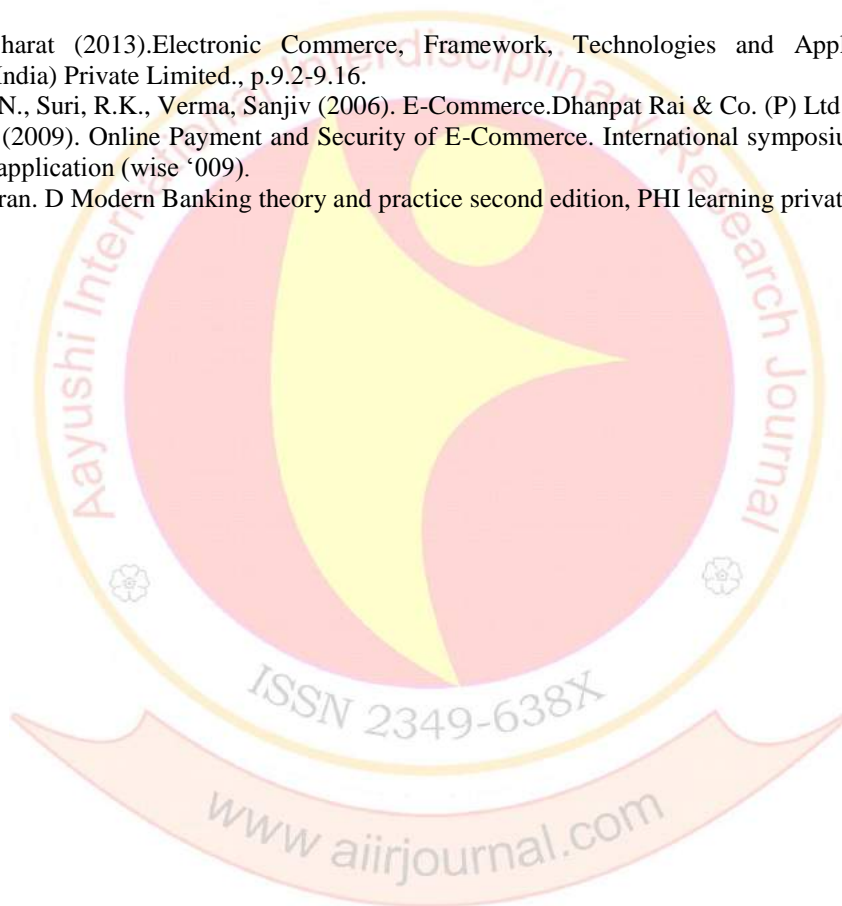 harat (2013).Electronic Commerce, Framework, Technologies and Appl
India) Private Limited., p.9.2-9.16.
N., Suri, R.K., Verma, Sanjiv (2006). E-Commerce.Dhanpat Rai & Co. (P) Ltd
(2009). Online Payment and Security of E-Commerce. International symposiu
application (wise ‘009).
ran. D Modern Banking theory and practice second edition, PHI learning privat
Aayushi International Interdisciplinary Research Journal
ISSN 2349-638X
www aiirjournal.com